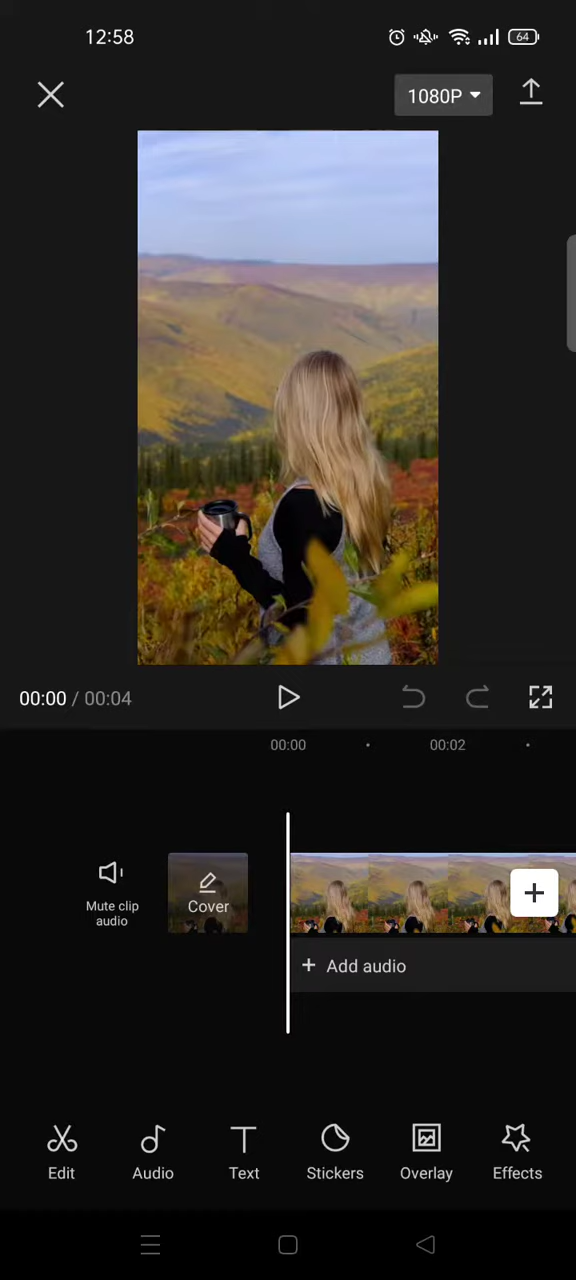 12:58
64
1080P
00:00 / 00:04
00:00
00:02
Mute clip
audio
Cover
+ Add audio
Edit
Audio
Text
Stickers
Overlay
Effects